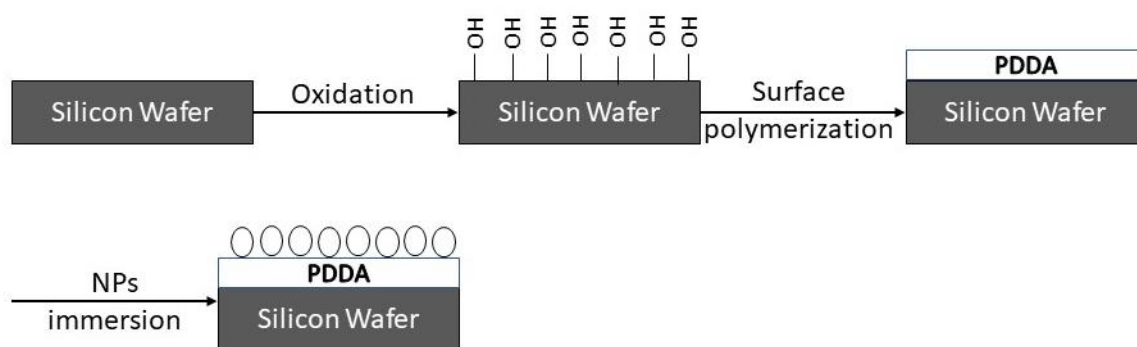 OH OH OH OH OH OH OH
Silicon Wafer
Oxidation
Silicon Wafer
Surface
polymerization
PDDA
Silicon Wafer
NPs
immersion
PDDA
Silicon Wafer